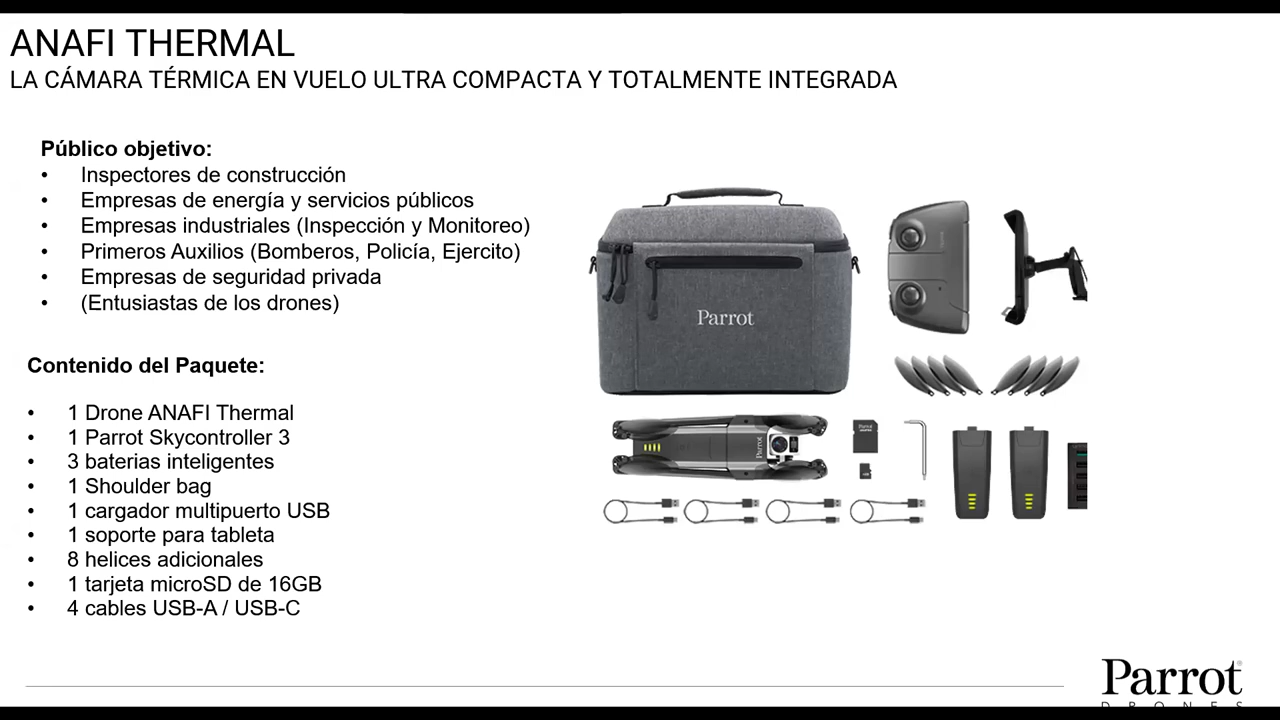 ANAFI THERMAL
LA CÁMARA TÉRMICA EN VUELO ULTRA COMPACTA Y TOTALMENTE INTEGRADA
Público objetivo:
• Inspectores de construcción
• Empresas de energía y servicios públicos
• Empresas industriales (Inspección y Monitoreo)
• Primeros Auxilios (Bomberos, Policía, Ejercito)
• Empresas de seguridad privada
• (Entusiastas de los drones)
Contenido del Paquete:
• 1 Drone ANAFI Thermal
• 1 Parrot Skycontroller 3
• 3 baterias inteligentes
• 1 Shoulder bag
• 1 cargador multipuerto USB
• 1 soporte para tableta
• 8 helices adicionales
• 1 tarjeta microSD de 16GB
• 4 cables USB-A / USB-C
Parrot
Parrot
Parrot
Parrot®
DRONES